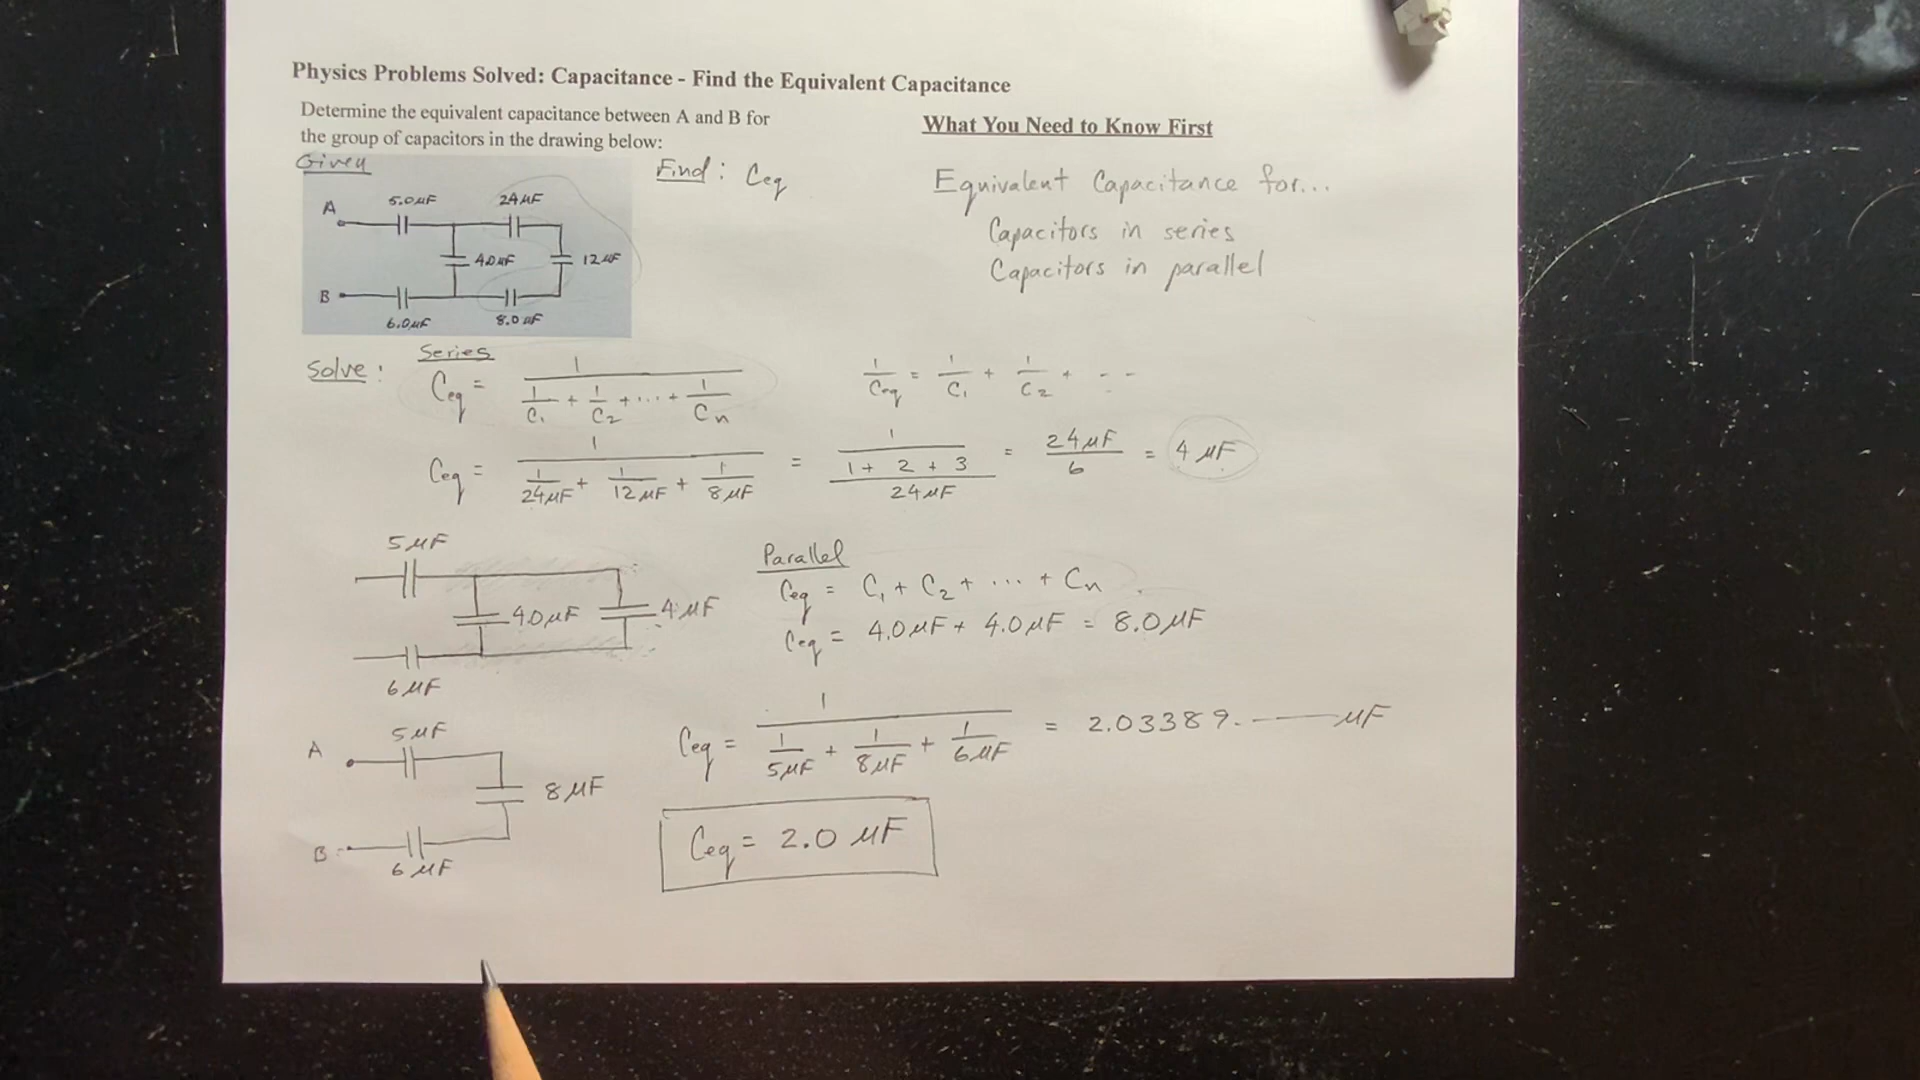 Physics Problems Solved: Capacitance - Find the Equivalent Capacitance
Determine the equivalent capacitance between A and B for
the group of capacitors in the drawing below:
What You Need to Know First
Given
Find: Ceq
Equivalent Capacitance for...
Capacitors in series
Capacitors in parallel
A 5.0μF 24μF
4.0μF 12μF
B 6.0μF 8.0μF
Solve: Series
Ceq = 1 / (1/C1 + 1/C2 + ... + 1/Cn)
1/Ceq = 1/C1 + 1/C2 + ---
Ceq = 1 / (1/24μF + 1/12μF + 1/8μF) = 1 / ((1 + 2 + 3)/24μF) = 24μF/6 = 4μF
5μF
4.0μF 4μF
6μF
Parallel
Ceq = C1 + C2 + ... + Cn
Ceq = 4.0μF + 4.0μF = 8.0μF
A 5μF
8μF
B 6μF
Ceq = 1 / (1/5μF + 1/8μF + 1/6μF) = 2.03389.——μF
Ceq = 2.0μF